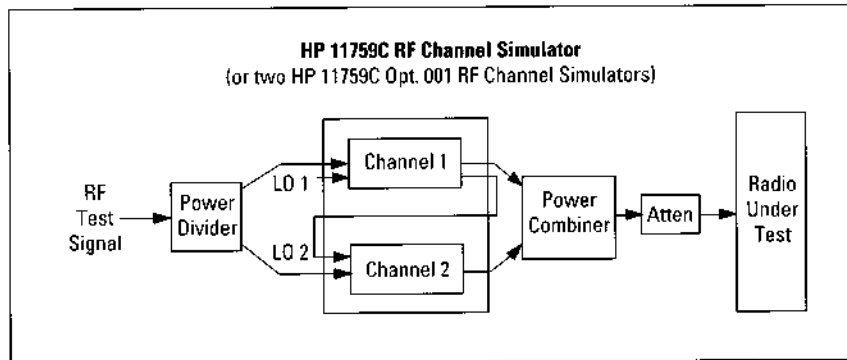 HP 11759C RF Channel Simulator
(or two HP 11759C Opt. 001 RF Channel Simulators)
RF
Test
Signal
Power
Divider
LO 1
Channel 1
LO 2
Channel 2
Power
Combiner
Atten
Radio
Under
Test